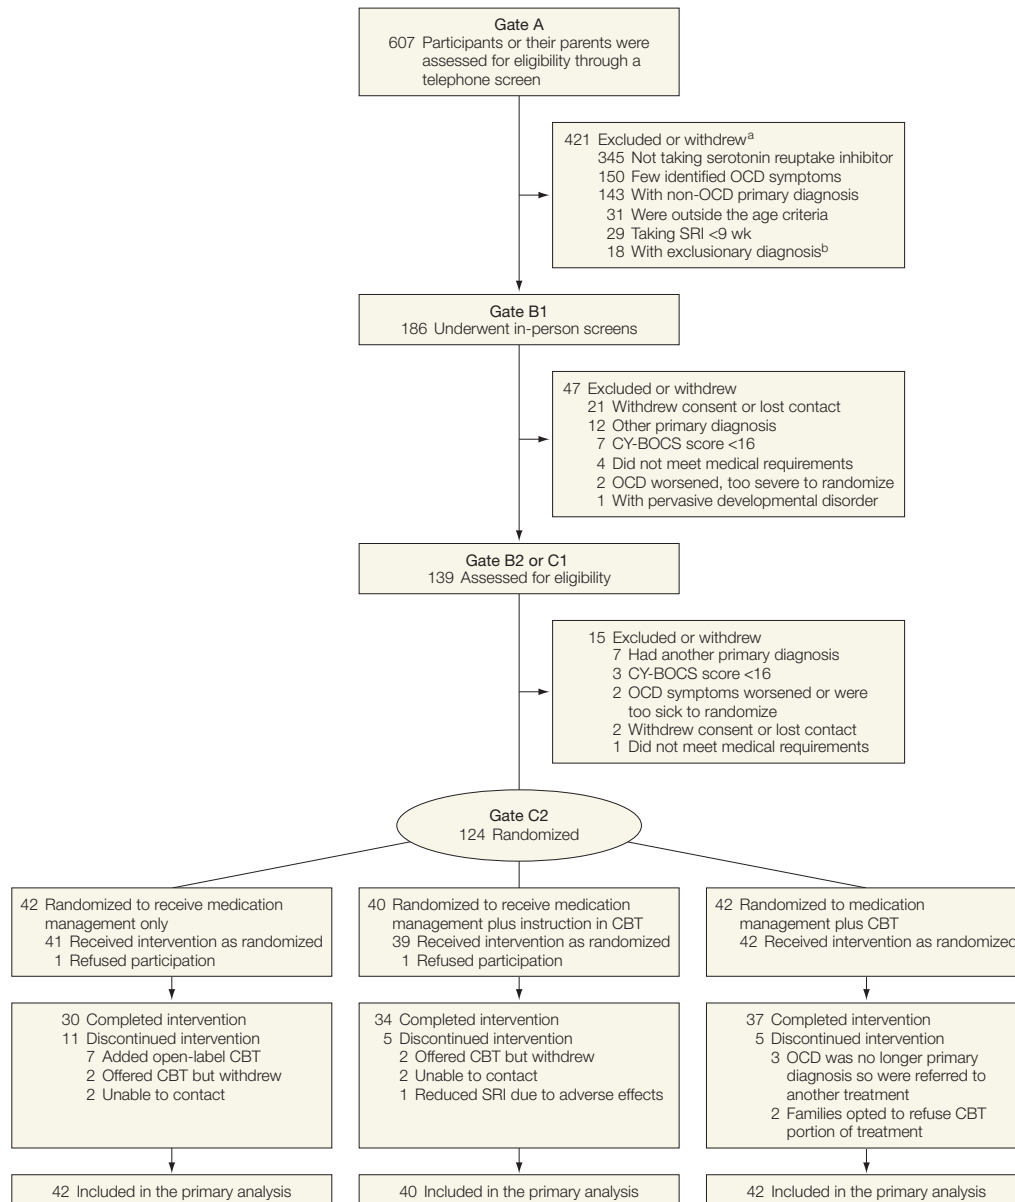 Gate A
607 Participants or their parents were
assessed for eligibility through a
telephone screen
421 Excluded or withdrewa
345 Not taking serotonin reuptake inhibitor
150 Few identified OCD symptoms
143 With non-OCD primary diagnosis
31 Were outside the age criteria
29 Taking SRI <9 wk
18 With exclusionary diagnosisb
Gate B1
186 Underwent in-person screens
47 Excluded or withdrew
21 Withdrew consent or lost contact
12 Other primary diagnosis
7 CY-BOCS score <16
4 Did not meet medical requirements
2 OCD worsened, too severe to randomize
1 With pervasive developmental disorder
Gate B2 or C1
139 Assessed for eligibility
15 Excluded or withdrew
7 Had another primary diagnosis
3 CY-BOCS score <16
2 OCD symptoms worsened or were
too sick to randomize
2 Withdrew consent or lost contact
1 Did not meet medical requirements
Gate C2
124 Randomized
42 Randomized to receive medication
management only
41 Received intervention as randomized
1 Refused participation
40 Randomized to receive medication
management plus instruction in CBT
39 Received intervention as randomized
1 Refused participation
42 Randomized to medication
management plus CBT
42 Received intervention as randomized
30 Completed intervention
11 Discontinued intervention
7 Added open-label CBT
2 Offered CBT but withdrew
2 Unable to contact
34 Completed intervention
5 Discontinued intervention
2 Offered CBT but withdrew
2 Unable to contact
1 Reduced SRI due to adverse effects
37 Completed intervention
5 Discontinued intervention
3 OCD was no longer primary
diagnosis so were referred to
another treatment
2 Families opted to refuse CBT
portion of treatment
42 Included in the primary analysis
40 Included in the primary analysis
42 Included in the primary analysis